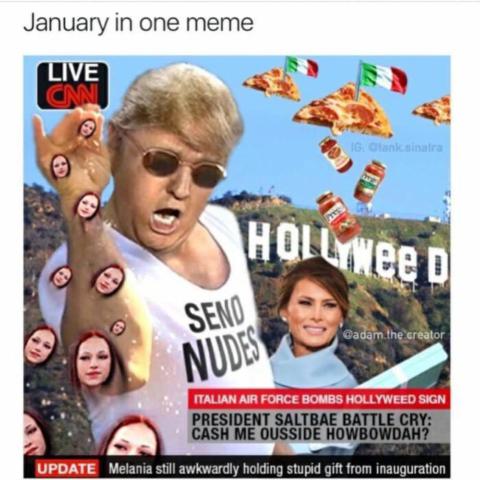 January in one meme
LIVE
CNN
IG: @tank.sinatra
HOLLYWeeD
SEND
NUDES
@adam.the.creator
ITALIAN AIR FORCE BOMBS HOLLYWEED SIGN
PRESIDENT SALTBAE BATTLE CRY:
CASH ME OUSSIDE HOWBOWDAH?
UPDATE Melania still awkwardly holding stupid gift from inauguration